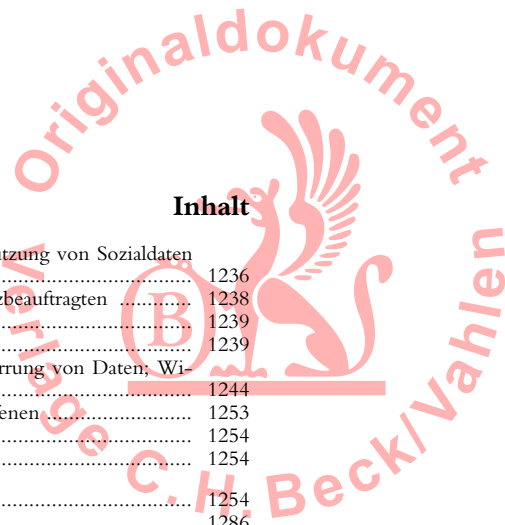 Originaldokument
Inhalt
tzung von Sozialdaten
........................................ 1236
zbeauftragten ............ 1238
........................................ 1239
........................................ 1239
rrung von Daten; Wi-
........................................ 1244
enen ........................ 1253
........................................ 1254
........................................ 1254
........................................ 1254
1286
B
Verlage C.H.Beck/Vahlen